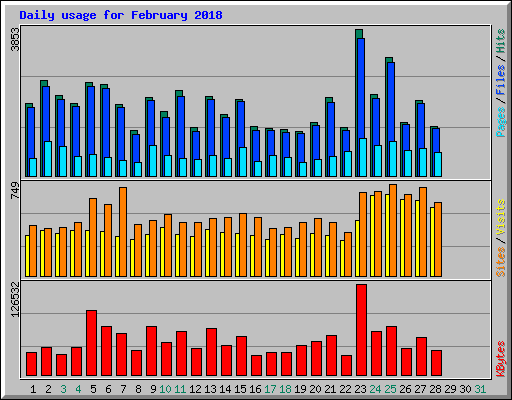 Daily usage for February 2018
3853
Pages/Files/Hits
749
Sites/Visits
126532
KBytes
1 2 3 4 5 6 7 8 9 10 11 12 13 14 15 16 17 18 19 20 21 22 23 24 25 26 27 28 29 30 31